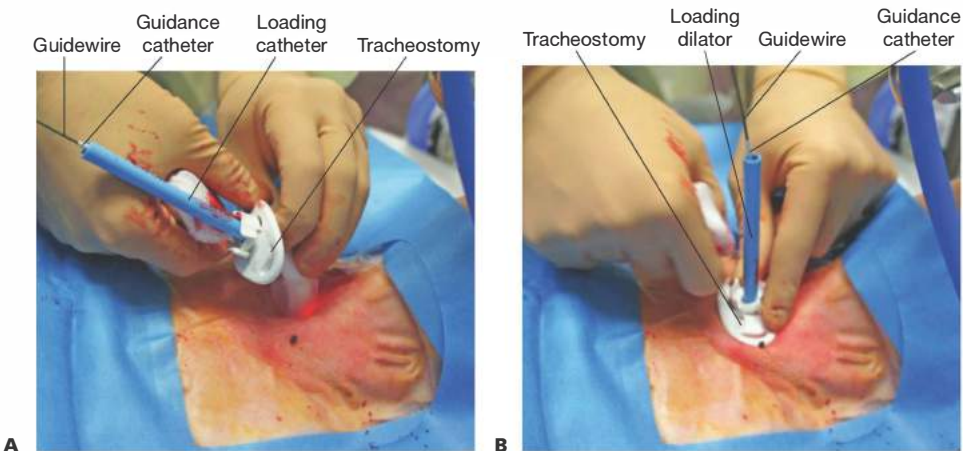 Guidewire
Guidance
catheter
Loading
catheter
Tracheostomy
A
Tracheostomy
Loading
dilator
Guidewire
Guidance
catheter
B